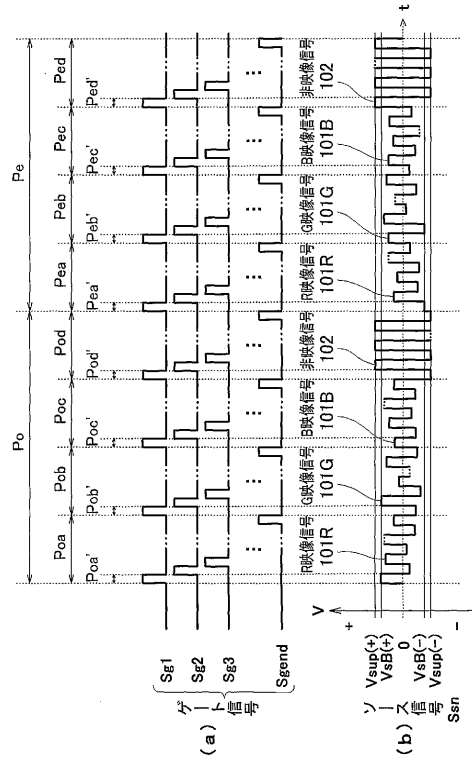 Po
Pe
Poa
Pob
Poc
Pod
Pea
Peb
Pec
Ped
Poa'
Pob'
Poc'
Pod'
Pea'
Peb'
Pec'
Ped'
(a)
ゲート信号
Sg1
Sg2
Sg3
Sgend
R映像信号
101R
G映像信号
101G
B映像信号
101B
非映像信号
102
R映像信号
101R
G映像信号
101G
B映像信号
101B
非映像信号
102
V
+
Vsup(+)
VsB(+)
0
VsB(-)
Vsup(-)
-
t
(b)
ソース信号
Ssn